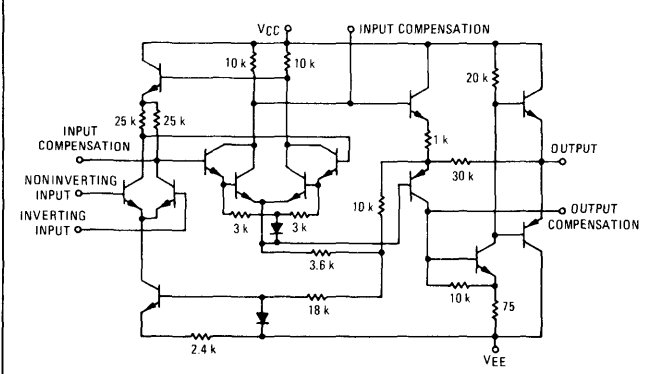 VCC
INPUT COMPENSATION
10 k
10 k
20 k
25 k
25 k
INPUT
COMPENSATION
1 k
OUTPUT
30 k
NONINVERTING
INPUT
10 k
OUTPUT
COMPENSATION
INVERTING
INPUT
3 k
3 k
3.6 k
10 k
75
18 k
2.4 k
VEE